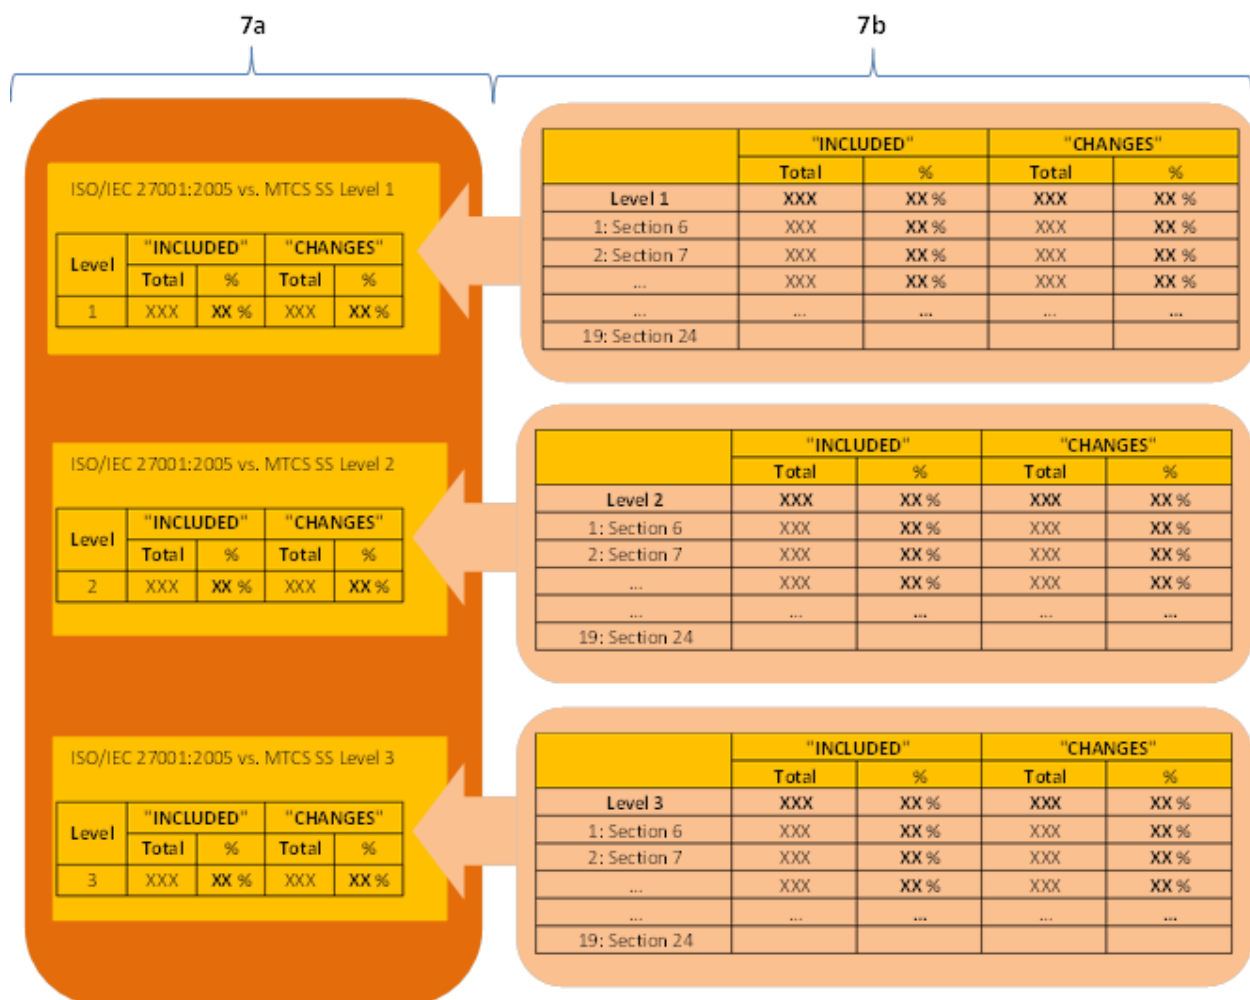 7a
7b
ISO/IEC 27001:2005 vs. MTCS SS Level 1
Level "INCLUDED" "CHANGES"
Total % Total %
1 XXX XX % XXX XX %
"INCLUDED" "CHANGES"
Total % Total %
Level 1 XXX XX % XXX XX %
1: Section 6 XXX XX % XXX XX %
2: Section 7 XXX XX % XXX XX %
... XXX XX % XXX XX %
... ... ... ... ...
19: Section 24
ISO/IEC 27001:2005 vs. MTCS SS Level 2
Level "INCLUDED" "CHANGES"
Total % Total %
2 XXX XX % XXX XX %
"INCLUDED" "CHANGES"
Total % Total %
Level 2 XXX XX % XXX XX %
1: Section 6 XXX XX % XXX XX %
2: Section 7 XXX XX % XXX XX %
... XXX XX % XXX XX %
... ... ... ... ...
19: Section 24
ISO/IEC 27001:2005 vs. MTCS SS Level 3
Level "INCLUDED" "CHANGES"
Total % Total %
3 XXX XX % XXX XX %
"INCLUDED" "CHANGES"
Total % Total %
Level 3 XXX XX % XXX XX %
1: Section 6 XXX XX % XXX XX %
2: Section 7 XXX XX % XXX XX %
... XXX XX % XXX XX %
... ... ... ... ...
19: Section 24